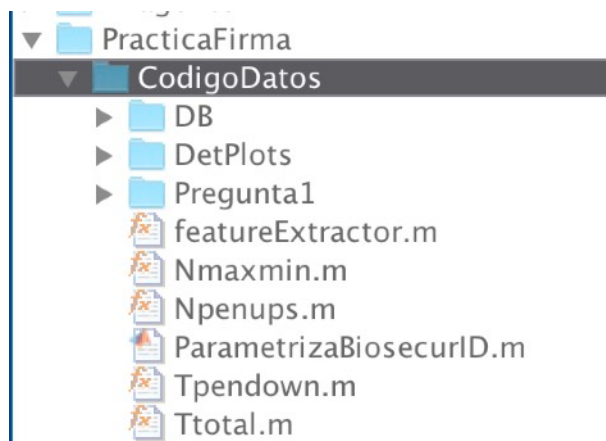 PracticaFirma
CodigoDatos
DB
DetPlots
Pregunta1
featureExtractor.m
Nmaxmin.m
Npenups.m
ParametrizaBiosecurID.m
Tpendown.m
Ttotal.m